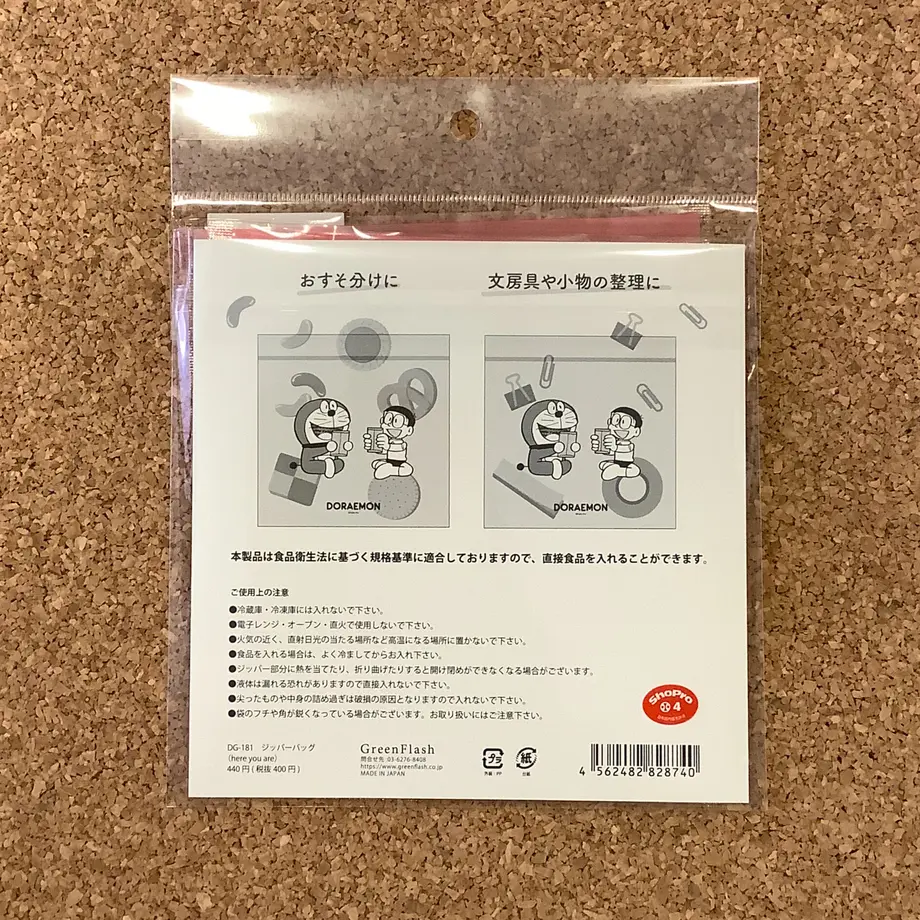 おすそ分けに
文房具や小物の整理に
DORAEMON
DORAEMON
本製品は食品衛生法に基づく規格基準に適合しておりますので、直接食品を入れることができます。
ご使用上の注意
●冷蔵庫・冷凍庫には入れないで下さい。
●電子レンジ・オーブン・直火で使用しないで下さい。
●火気の近く、直射日光の当たる場所など高温になる場所に置かないで下さい。
●食品を入れる場合は、よく冷ましてからお入れ下さい。
●ジッパー部分に熱を当てたり、折り曲げたりすると開け閉めができなくなる場合がございます。
●液体は漏れる恐れがありますので直接入れないで下さい。
●尖ったものや中身の詰め過ぎは破損の原因となりますので入れないで下さい。
●袋のフチや角が鋭くなっている場合がございます。お取り扱いにはご注意下さい。
ShoPro
4
DG-181 ジッパーバッグ
(here you are)
440円(税抜400円)
GreenFlash
問合せ先:03-6276-8408
https://www.greenflash.co.jp
MADE IN JAPAN
プラ
外装:PP
紙
台紙
4 562482 828740